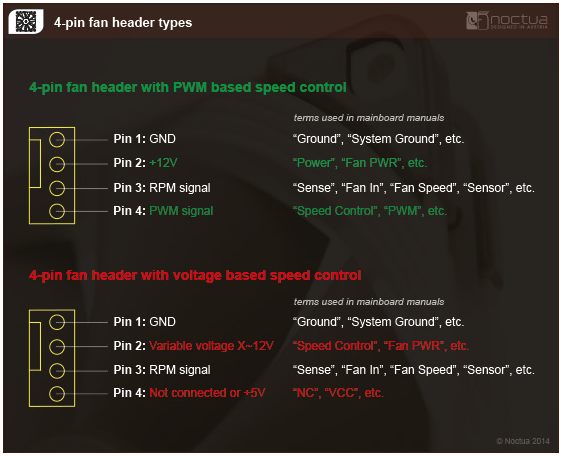 4-pin fan header types
noctua
DESIGNED IN AUSTRIA
4-pin fan header with PWM based speed control
terms used in mainboard manuals
Pin 1: GND “Ground”, “System Ground”, etc.
Pin 2: +12V “Power”, “Fan PWR”, etc.
Pin 3: RPM signal “Sense”, “Fan In”, “Fan Speed”, “Sensor”, etc.
Pin 4: PWM signal “Speed Control”, “PWM”, etc.
4-pin fan header with voltage based speed control
terms used in mainboard manuals
Pin 1: GND “Ground”, “System Ground”, etc.
Pin 2: Variable voltage X~12V “Speed Control”, “Fan PWR”, etc.
Pin 3: RPM signal “Sense”, “Fan In”, “Fan Speed”, “Sensor”, etc.
Pin 4: Not connected or +5V “NC”, “VCC”, etc.
© Noctua 2014